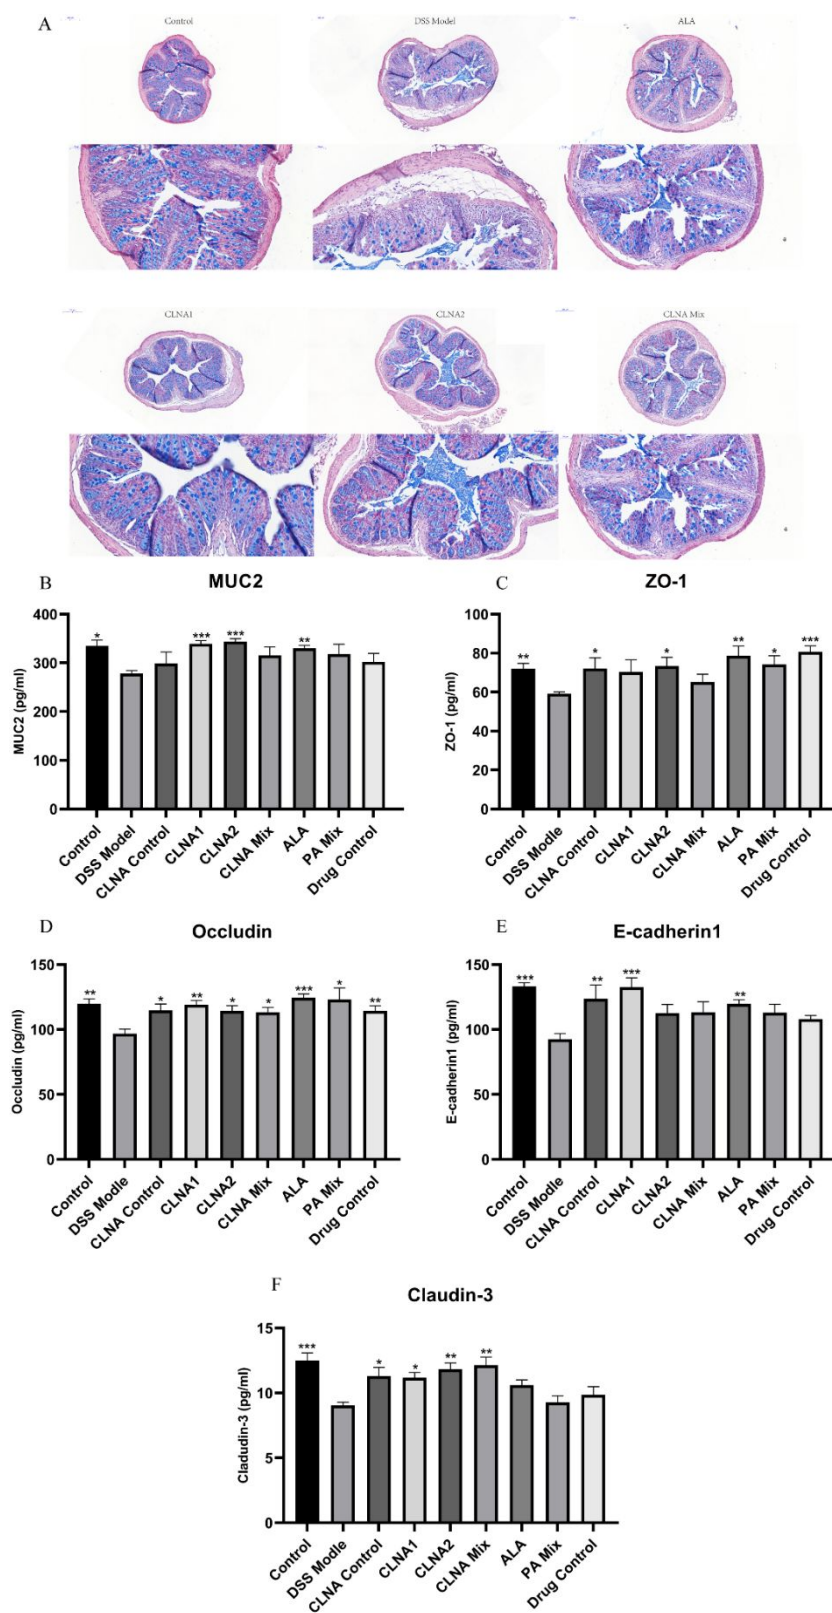 A
Control
DSS Model
ALA
CLNA1
CLNA2
CLNA Mix
B
MUC2
400
300
200
100
0
MUC2 (pg/ml)
*
***
***
**
Control
DSS Model
CLNA Control
CLNA1
CLNA2
CLNA Mix
ALA
PA Mix
Drug Control
C
ZO-1
100
80
60
40
20
0
ZO-1 (pg/ml)
**
*
*
**
*
***
Control
DSS Modle
CLNA Control
CLNA1
CLNA2
CLNA Mix
ALA
PA Mix
Drug Control
D
Occludin
150
100
50
0
Occludin (pg/ml)
**
*
**
*
*
***
*
**
Control
DSS Modle
CLNA Control
CLNA1
CLNA2
CLNA Mix
ALA
PA Mix
Drug Control
E
E-cadherin1
150
100
50
0
E-cadherin1 (pg/ml)
***
**
***
**
Control
DSS Modle
CLNA Control
CLNA1
CLNA2
CLNA Mix
ALA
PA Mix
Drug Control
F
Claudin-3
15
10
5
0
Cladudin-3 (pg/ml)
***
*
*
**
**
Control
DSS Modle
CLNA Control
CLNA1
CLNA2
CLNA Mix
ALA
PA Mix
Drug Control